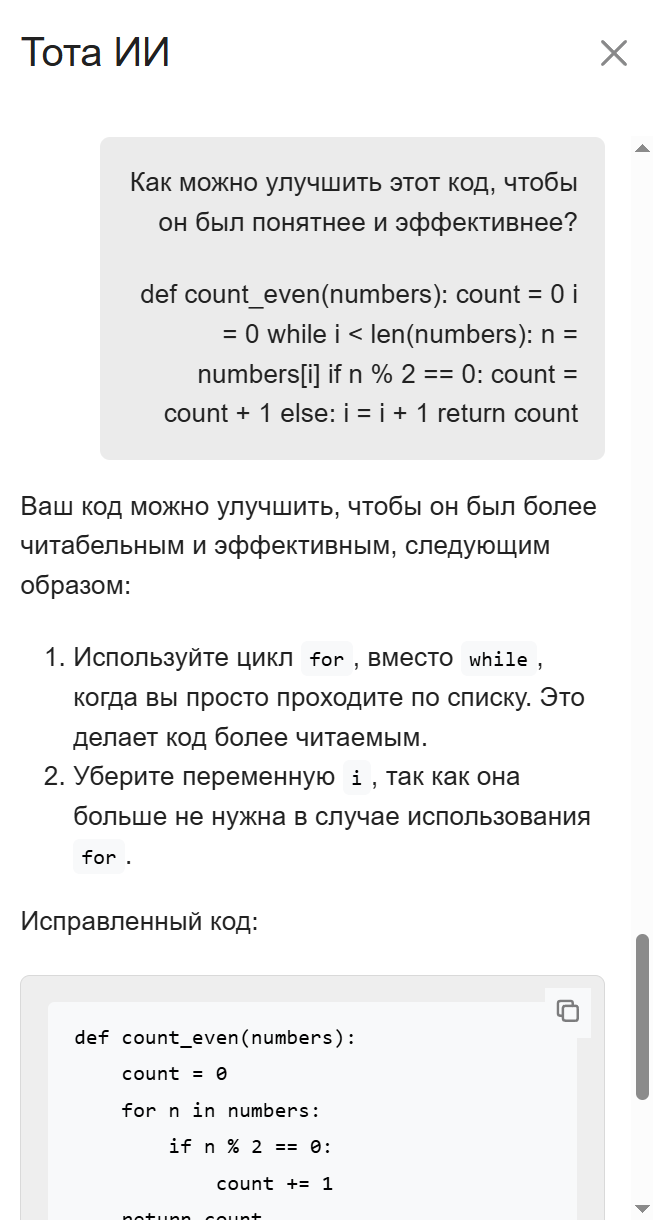 Тота ИИ
Как можно улучшить этот код, чтобы
он был понятнее и эффективнее?
def count_even(numbers): count = 0 i
= 0 while i < len(numbers): n =
numbers[i] if n % 2 == 0: count =
count + 1 else: i = i + 1 return count
Ваш код можно улучшить, чтобы он был более
читабельным и эффективным, следующим
образом:
1. Используйте цикл for, вместо while,
когда вы просто проходите по списку. Это
делает код более читаемым.
2. Уберите переменную i, так как она
больше не нужна в случае использования
for.
Исправленный код:
def count_even(numbers):
    count = 0
    for n in numbers:
        if n % 2 == 0:
            count += 1
    return count